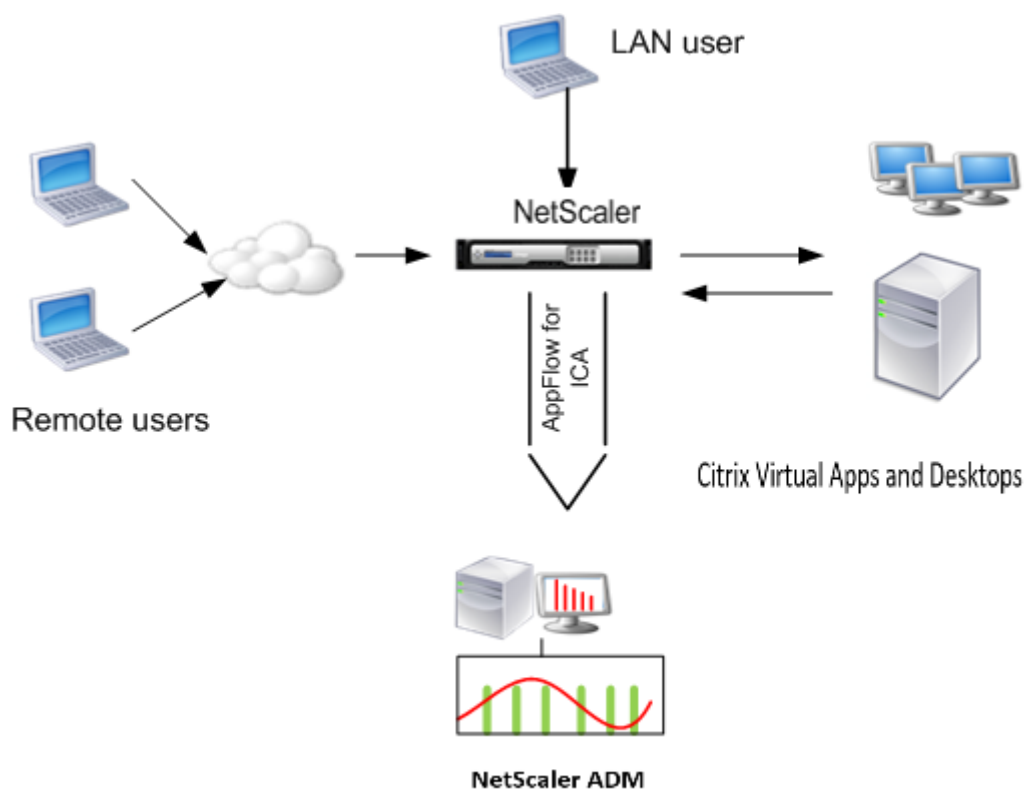 LAN user
NetScaler
AppFlow for
ICA
Remote users
Citrix Virtual Apps and Desktops
NetScaler ADM